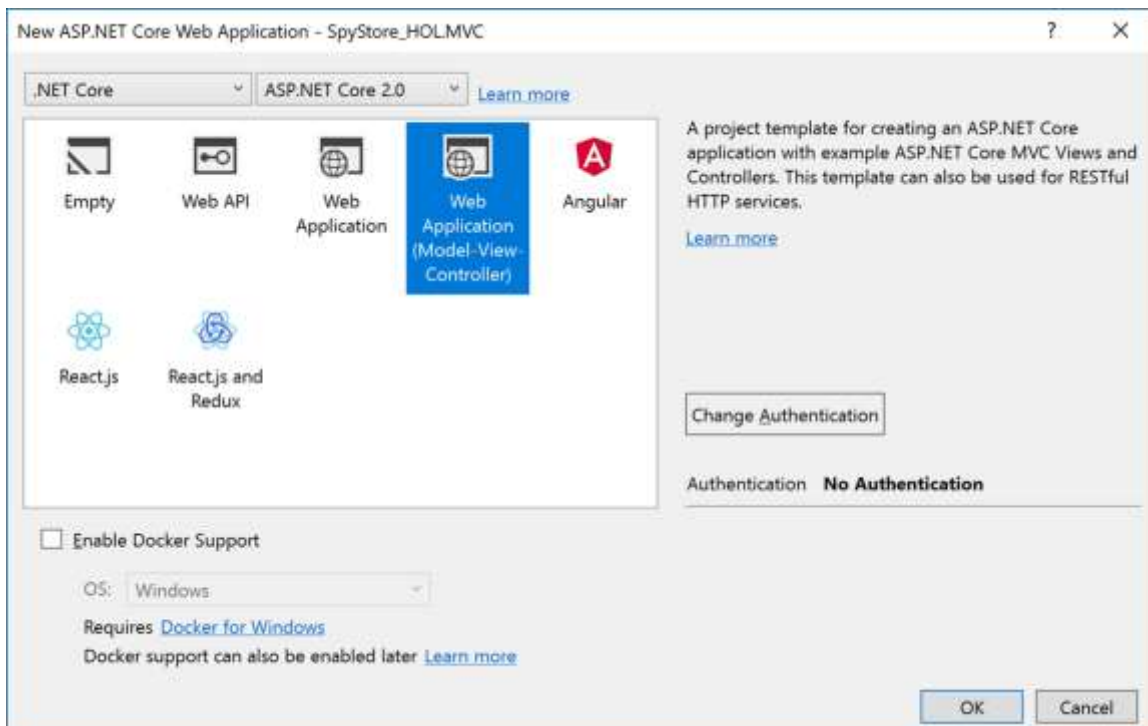 New ASP.NET Core Web Application - SpyStore_HOL.MVC
?
.NET Core
ASP.NET Core 2.0
Learn more
Empty
Web API
Web
Application
Web
Application
(Model-View-
Controller)
Angular
React.js
React.js and
Redux
A project template for creating an ASP.NET Core
application with example ASP.NET Core MVC Views and
Controllers. This template can also be used for RESTful
HTTP services.
Learn more
Change Authentication
Authentication No Authentication
Enable Docker Support
OS: Windows
Requires Docker for Windows
Docker support can also be enabled later Learn more
OK
Cancel